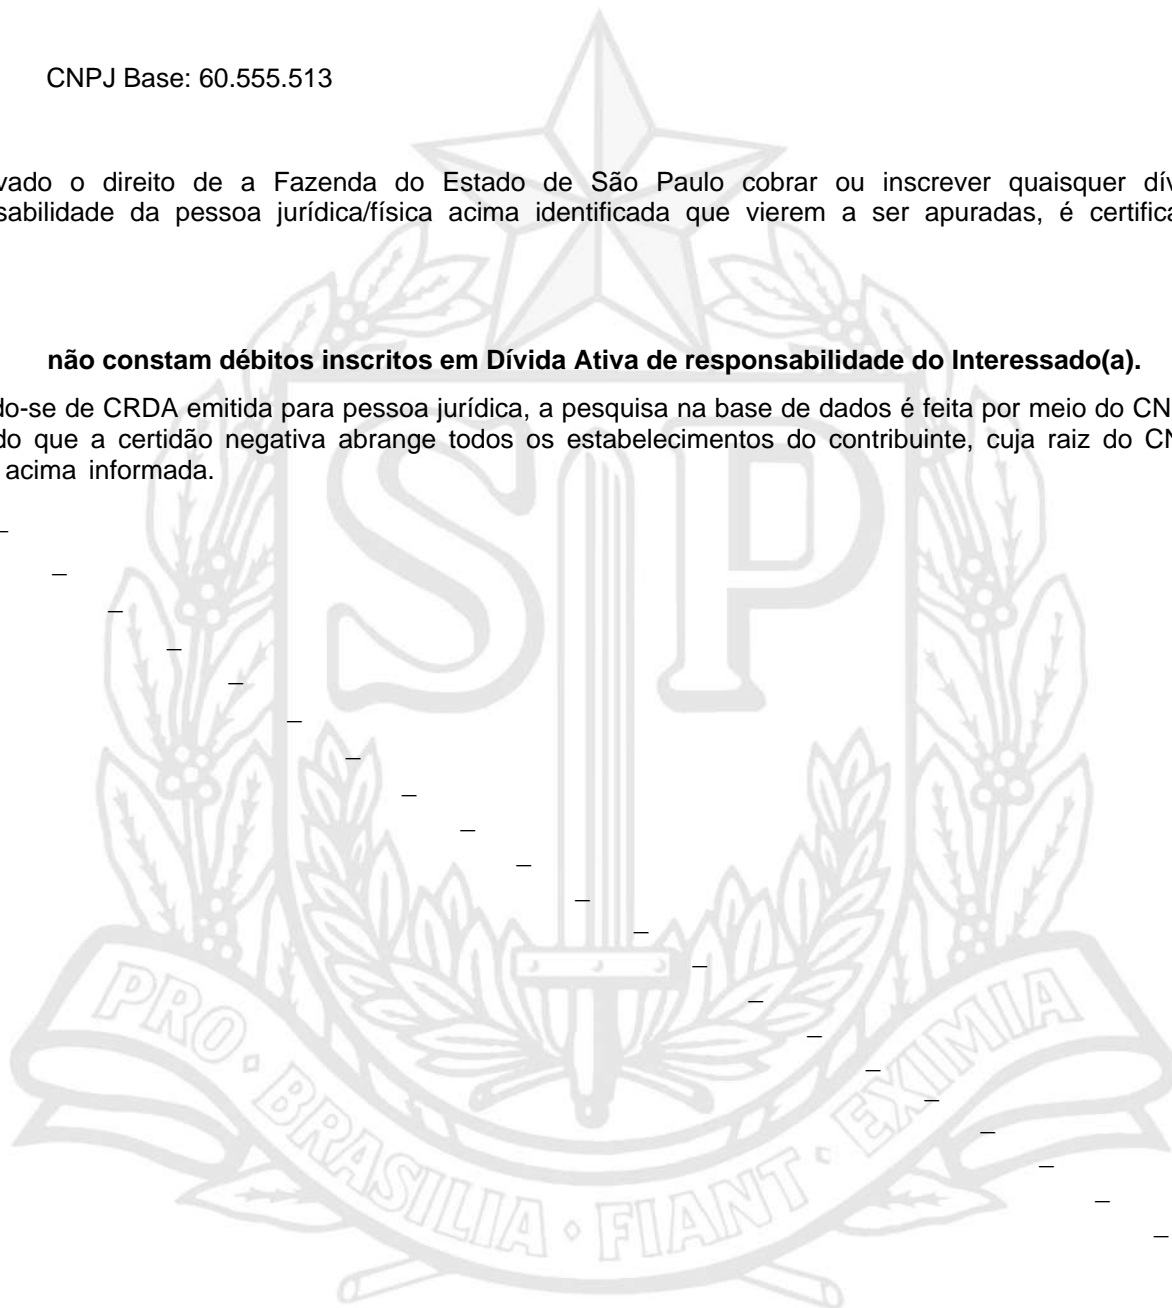 CNPJ Base: 60.555.513
vado o direito de a Fazenda do Estado de São Paulo cobrar ou inscrever quaisquer dív
sabilidade da pessoa jurídica/física acima identificada que vierem a ser apuradas, é certifica
não constam débitos inscritos em Dívida Ativa de responsabilidade do Interessado(a).
do-se de CRDA emitida para pessoa jurídica, a pesquisa na base de dados é feita por meio do CN
do que a certidão negativa abrange todos os estabelecimentos do contribuinte, cuja raiz do CN
acima informada.
SP
PRO • BRASILIA • FIANT • EXIMIA